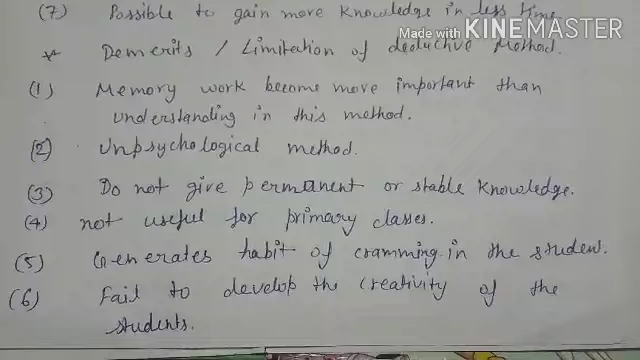 (7) Possible to gain more knowledge in less time
Made with KINEMASTER
* Demerits / Limitation of deductive Method.
(1) Memory work become more important than
understanding in this method.
(2) Unpsychological method.
(3) Do not give permanent or stable knowledge.
(4) not useful for primary classes.
(5) Generates habit of cramming in the student.
(6) Fail to develop the creativity of the
students.